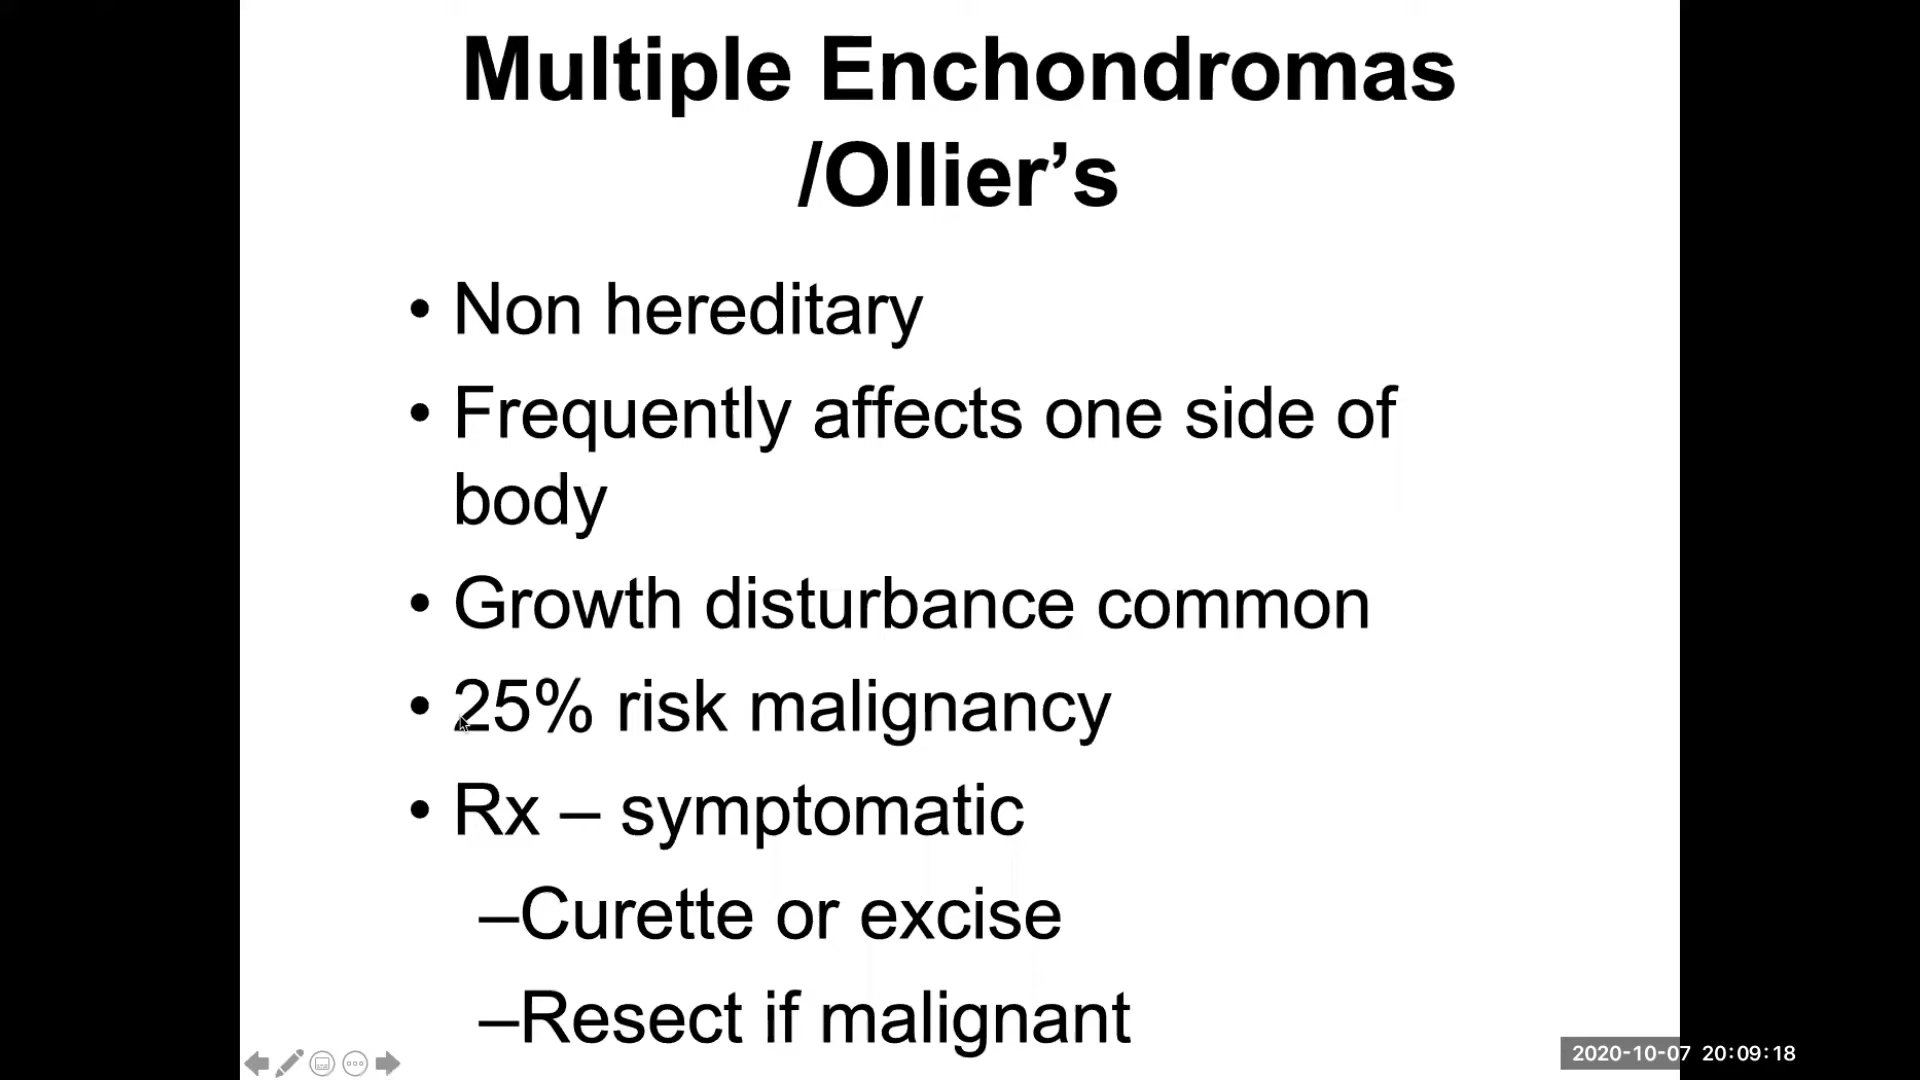 Multiple Enchondromas
/Ollier’s
• Non hereditary
• Frequently affects one side of
body
• Growth disturbance common
• 25% risk malignancy
• Rx – symptomatic
–Curette or excise
–Resect if malignant
2020-10-07 20:09:18